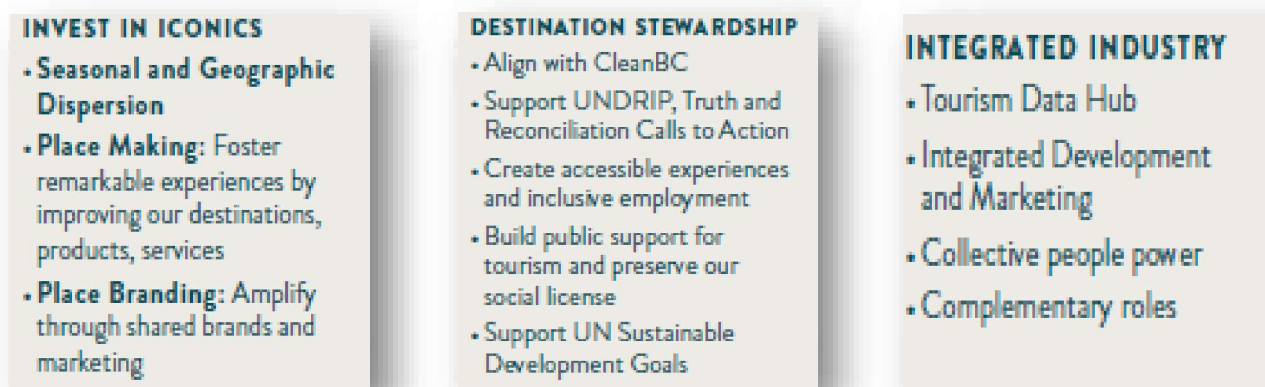 INVEST IN ICONICS
• Seasonal and Geographic
Dispersion
• Place Making: Foster
remarkable experiences by
improving our destinations,
products, services
• Place Branding: Amplify
through shared brands and
marketing
DESTINATION STEWARDSHIP
• Align with CleanBC
• Support UNDRIP, Truth and
Reconciliation Calls to Action
• Create accessible experiences
and inclusive employment
• Build public support for
tourism and preserve our
social license
• Support UN Sustainable
Development Goals
INTEGRATED INDUSTRY
• Tourism Data Hub
• Integrated Development
and Marketing
• Collective people power
• Complementary roles